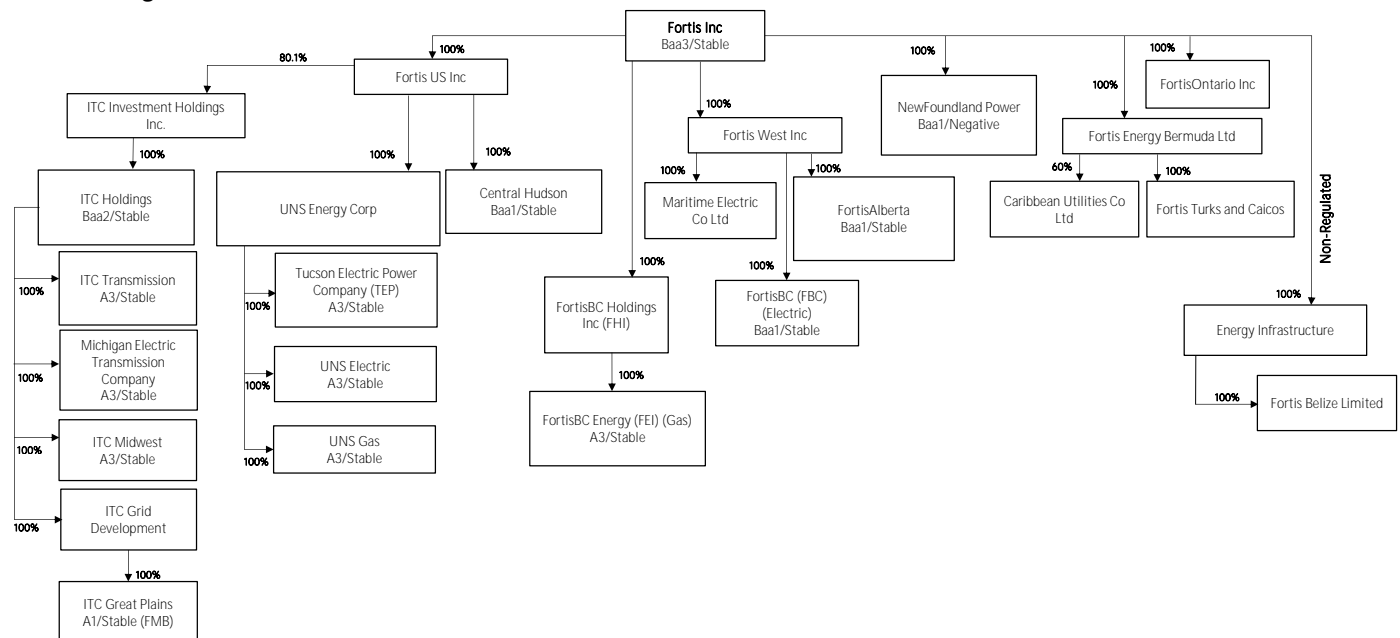 Fortis Inc
Baa3/Stable
100%
Fortis US Inc
80.1%
ITC Investment Holdings
Inc.
100%
ITC Holdings
Baa2/Stable
100%
ITC Transmission
A3/Stable
100%
Michigan Electric
Transmission
Company
A3/Stable
100%
ITC Midwest
A3/Stable
100%
ITC Grid
Development
100%
ITC Great Plains
A1/Stable (FMB)
100%
UNS Energy Corp
100%
Central Hudson
Baa1/Stable
100%
Tucson Electric Power
Company (TEP)
A3/Stable
100%
UNS Electric
A3/Stable
100%
UNS Gas
A3/Stable
100%
FortisBC Holdings
Inc (FHI)
100%
FortisBC Energy (FEI) (Gas)
A3/Stable
100%
Fortis West Inc
100%
Maritime Electric
Co Ltd
100%
FortisBC (FBC)
(Electric)
Baa1/Stable
100%
FortisAlberta
Baa1/Stable
100%
NewFoundland Power
Baa1/Negative
100%
Fortis Energy Bermuda Ltd
60%
Caribbean Utilities Co
Ltd
100%
Fortis Turks and Caicos
100%
FortisOntario Inc
Non-Regulated
100%
Energy Infrastructure
100%
Fortis Belize Limited